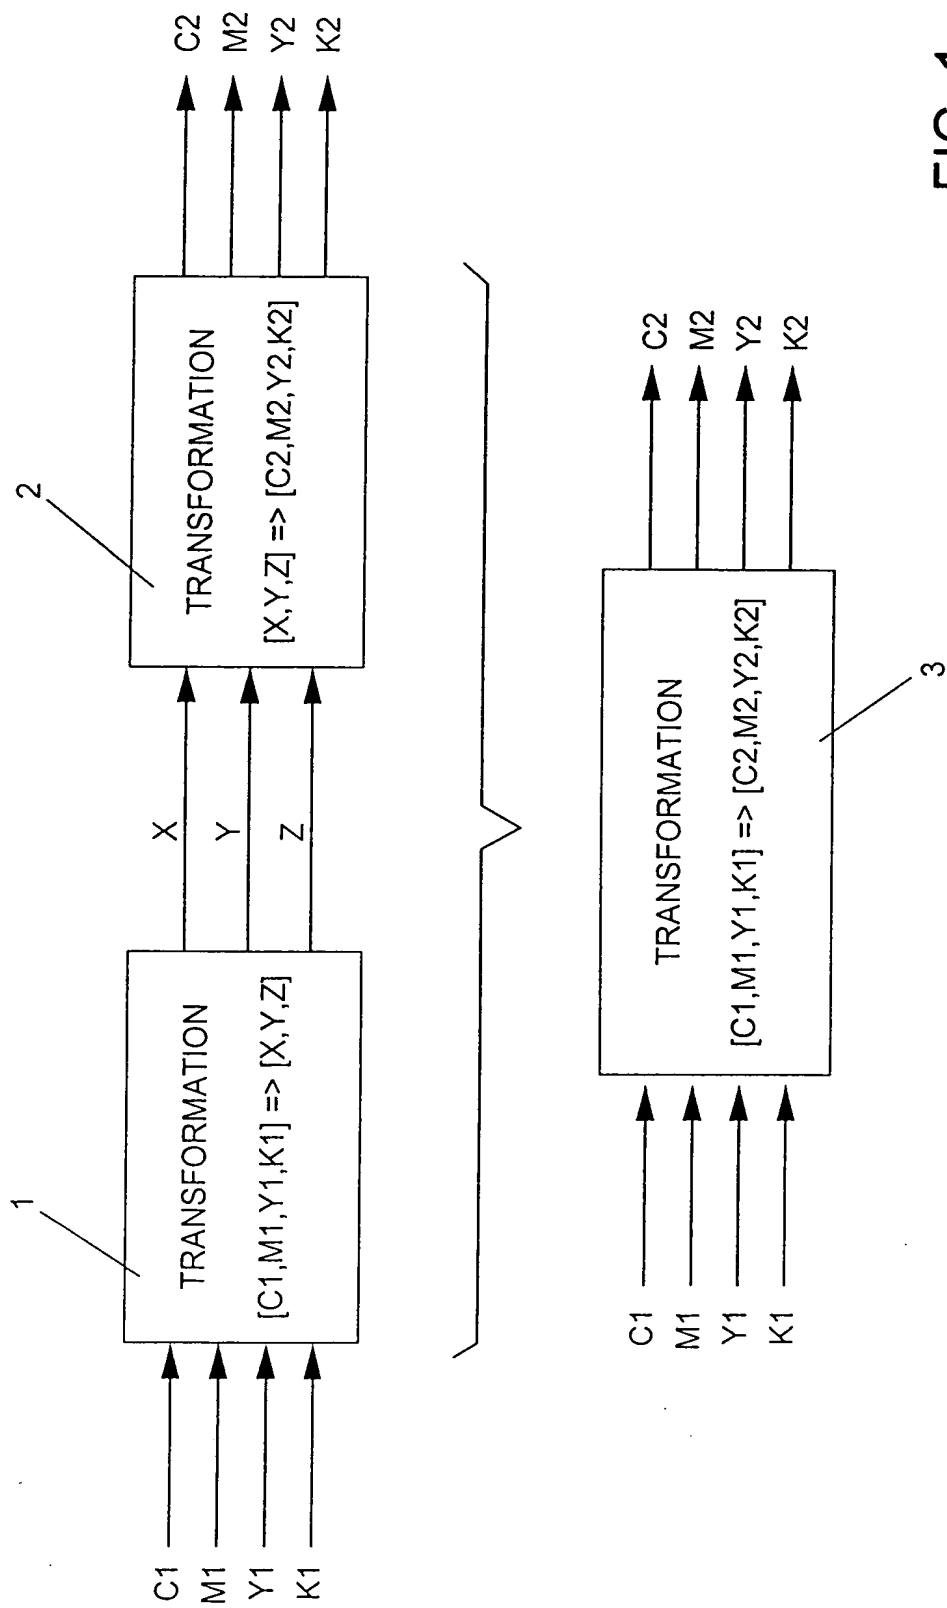 1
2
C1
M1
Y1
K1
TRANSFORMATION
[C1,M1,Y1,K1] => [X,Y,Z]
X
Y
Z
TRANSFORMATION
[X,Y,Z] => [C2,M2,Y2,K2]
C2
M2
Y2
K2
C1
M1
Y1
K1
TRANSFORMATION
[C1,M1,Y1,K1] => [C2,M2,Y2,K2]
C2
M2
Y2
K2
3